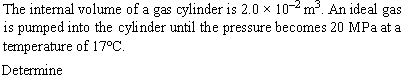 The internal volume of a gas cylinder is 2.0 × 10⁻² m³. An ideal gas
is pumped into the cylinder until the pressure becomes 20 MPa at a
temperature of 17°C.
Determine